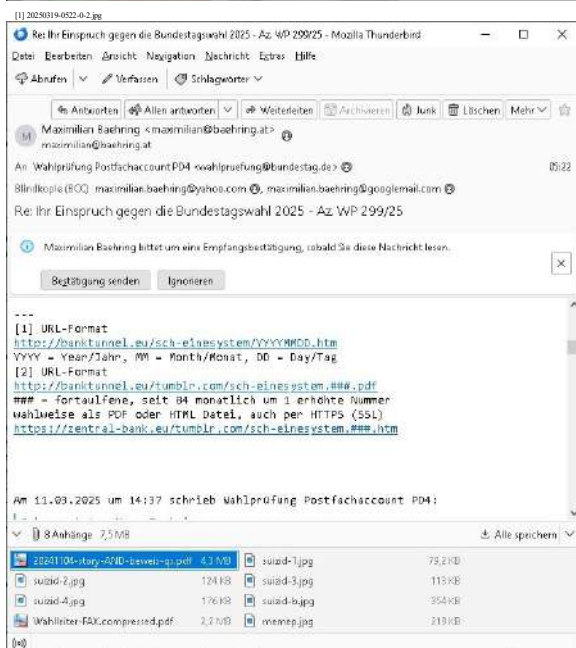 [1] 20250319-0522-0-2.jpg
Re: Ihr Einspruch gegen die Bundestagswahl 2025 - Az. WP 299/25 - Mozilla Thunderbird
Datei Bearbeiten Ansicht Navigation Nachricht Extras Hilfe
Abrufen Verfassen Schlagwörter
Antworten Allen antworten Weiterleiten Archivieren Junk Löschen Mehr
M
Maximilian Baehring <maximilian@baehring.at>
maximilian@baehring.at
An Wahlprüfung Postfachaccount PD4 <wahlpruefung@bundestag.de> 05:22
Blindkopie (BCC) maximilian.baehring@yahoo.com, maximilian.baehring@googlemail.com
Re: Ihr Einspruch gegen die Bundestagswahl 2025 - Az. WP 299/25
Maximilian Baehring bittet um eine Empfangsbestätigung, sobald Sie diese Nachricht lesen.
Bestätigung senden Ignorieren
---
[1] URL-Format
http://banktunnel.eu/sch-einesystem/YYYYMMDD.htm
YYYY = Year/Jahr, MM = Month/Monat, DD = Day/Tag
[2] URL-Format
http://banktunnel.eu/tumblr.com/sch-einesystem.###.pdf
### = fortaulfene, seit 04 monatlich um 1 erhöhte Nummer
wahlweise als PDF oder HTML Datei, auch per HTTPS (SSL)
https://zentral-bank.eu/tumblr.com/sch-einesystem.###.htm
Am 11.03.2025 um 14:37 schrieb Wahlprüfung Postfachaccount PD4:
8 Anhänge 7,5 MB Alle speichern
20241104-story-AND-beweis-qs.pdf 4,3 MB suizid-1.jpg 79,2 KB
suizid-2.jpg 124 KB suizid-3.jpg 113 KB
suizid-4.jpg 176 KB suizid-b.jpg 354 KB
Wahlleiter-FAX.compressed.pdf 2,2 MB memep.jpg 219 KB